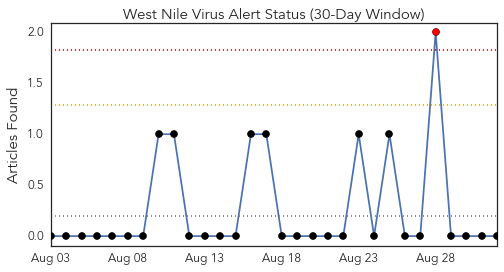 West Nile Virus Alert Status (30-Day Window)
Articles Found
2.0
1.5
1.0
0.5
0.0
Aug 03 Aug 08 Aug 13 Aug 18 Aug 23 Aug 28